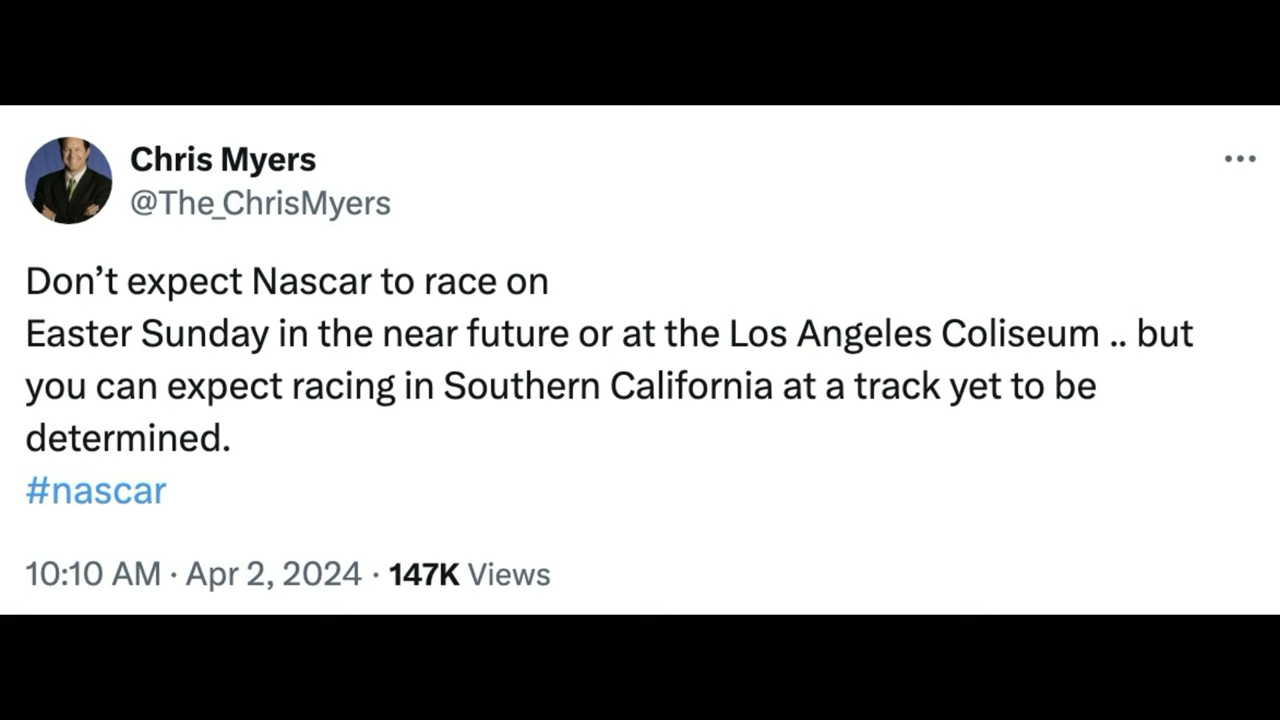 Chris Myers
@The_ChrisMyers
Don’t expect Nascar to race on
Easter Sunday in the near future or at the Los Angeles Coliseum .. but
you can expect racing in Southern California at a track yet to be
determined.
#nascar
10:10 AM · Apr 2, 2024 · 147K Views